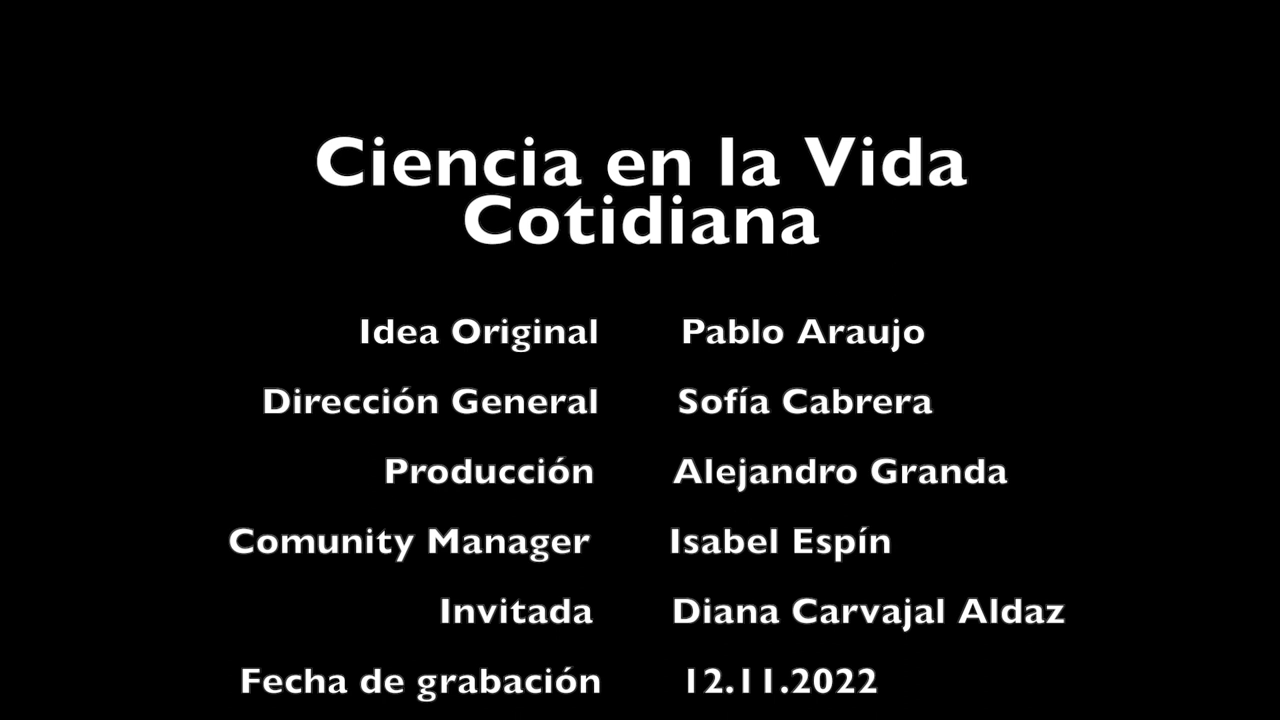 Ciencia en la Vida
Cotidiana
Idea Original Pablo Araujo
Dirección General Sofía Cabrera
Producción Alejandro Granda
Comunity Manager Isabel Espín
Invitada Diana Carvajal Aldaz
Fecha de grabación 12.11.2022